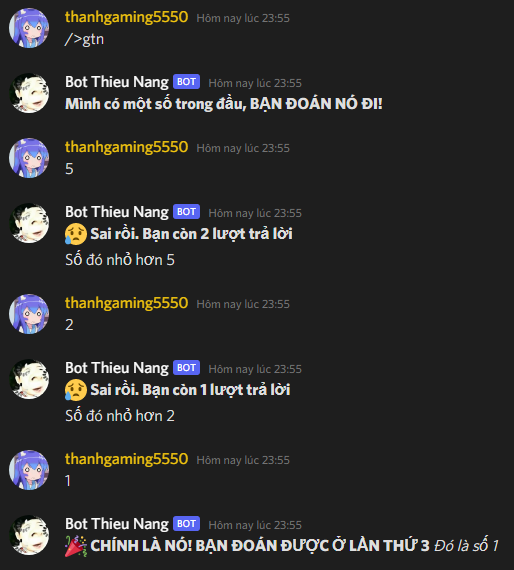 thanhgaming5550 Hôm nay lúc 23:55
/>gtn
Bot Thieu Nang BOT Hôm nay lúc 23:55
Mình có một số trong đầu, BẠN ĐOÁN NÓ ĐI!
thanhgaming5550 Hôm nay lúc 23:55
5
Bot Thieu Nang BOT Hôm nay lúc 23:55
😥 Sai rồi. Bạn còn 2 lượt trả lời
Số đó nhỏ hơn 5
thanhgaming5550 Hôm nay lúc 23:55
2
Bot Thieu Nang BOT Hôm nay lúc 23:55
😥 Sai rồi. Bạn còn 1 lượt trả lời
Số đó nhỏ hơn 2
thanhgaming5550 Hôm nay lúc 23:55
1
Bot Thieu Nang BOT Hôm nay lúc 23:55
🎉 CHÍNH LÀ NÓ! BẠN ĐOÁN ĐƯỢC Ở LẦN THỨ 3 Đó là số 1